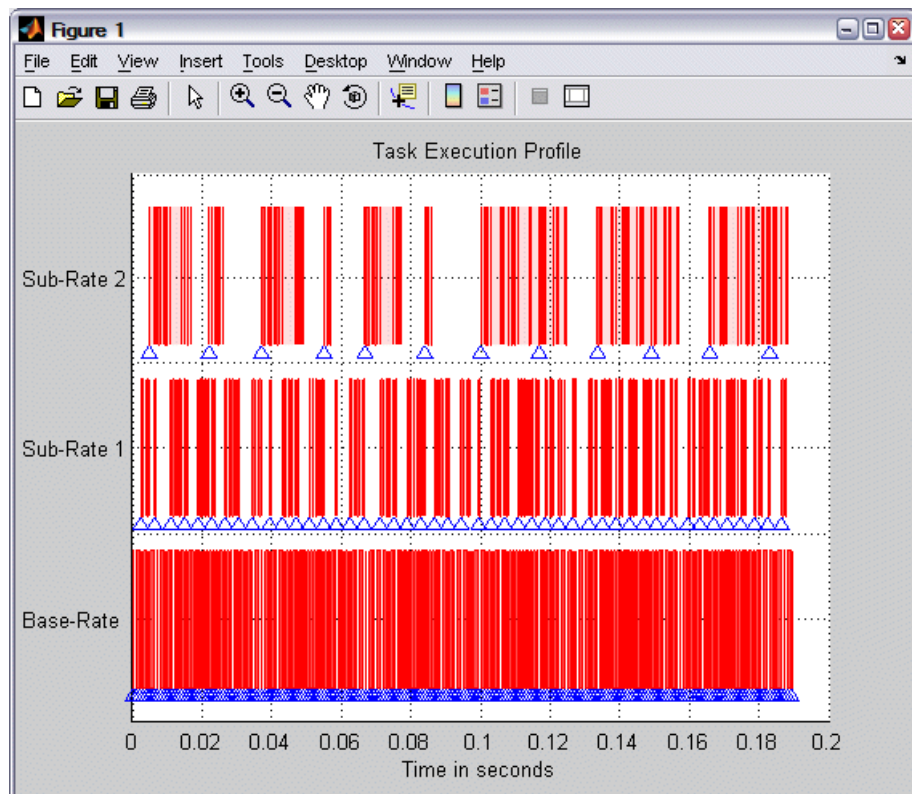 Figure 1
File Edit View Insert Tools Desktop Window Help
Task Execution Profile
Sub-Rate 2
Sub-Rate 1
Base-Rate
0 0.02 0.04 0.06 0.08 0.1 0.12 0.14 0.16 0.18 0.2
Time in seconds